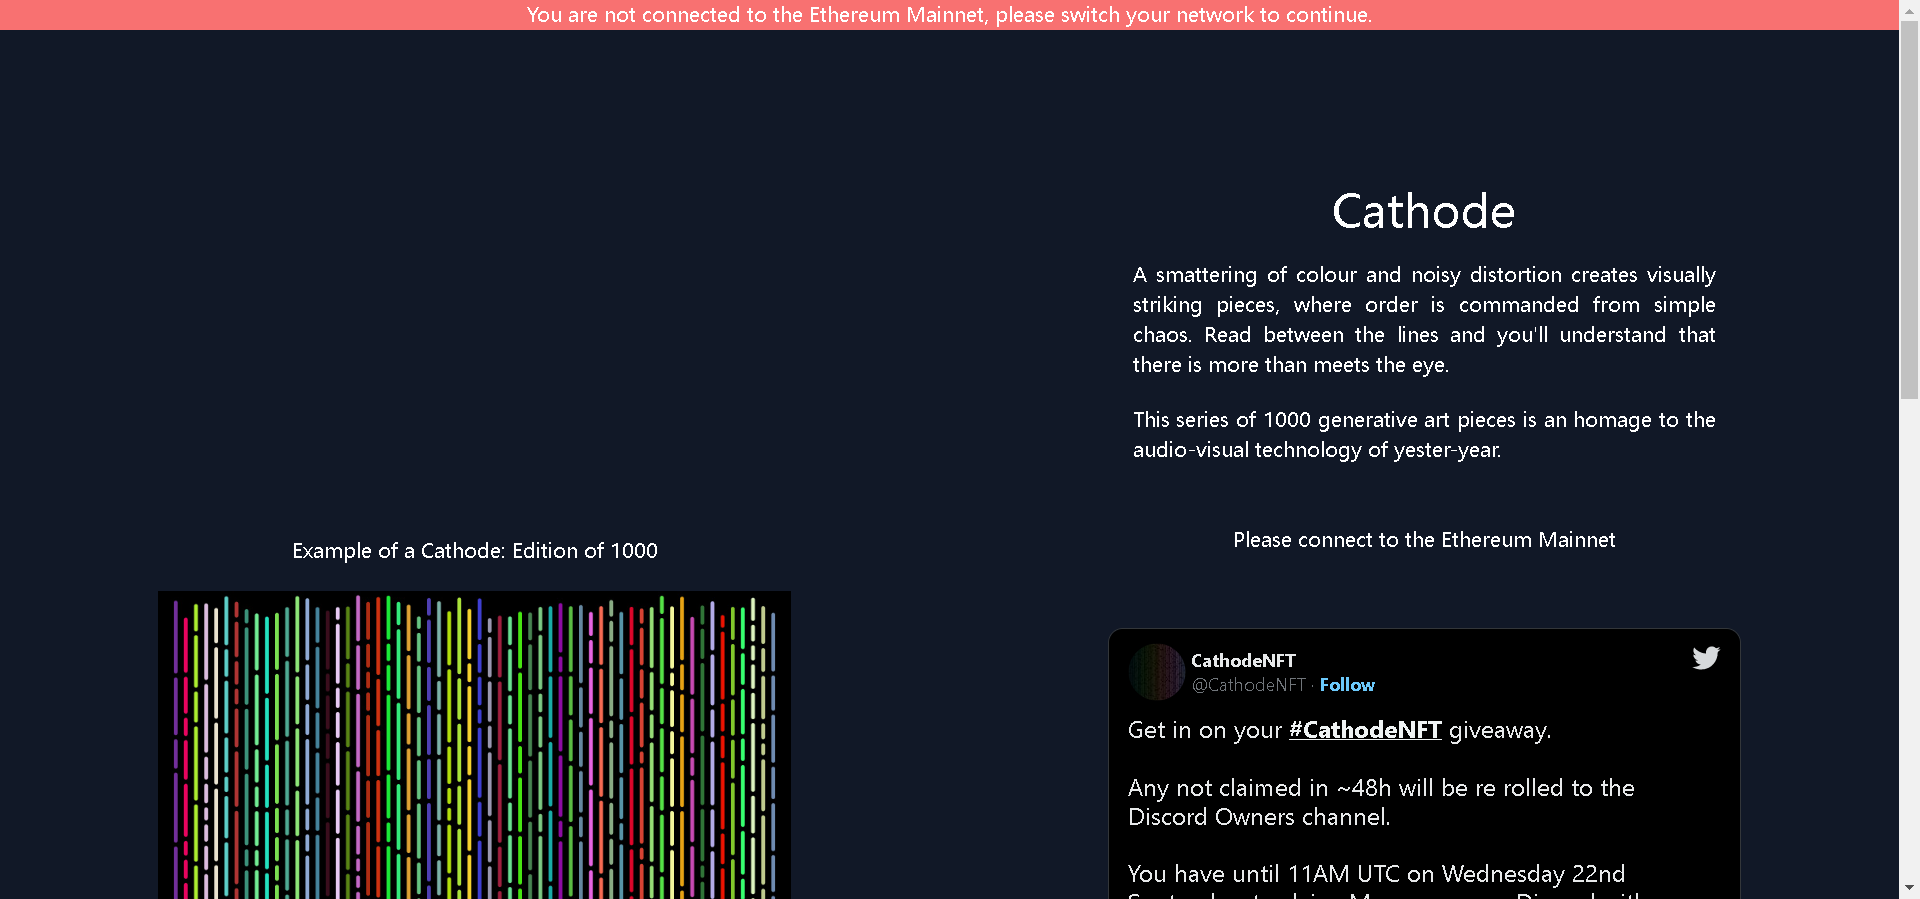 You are not connected to the Ethereum Mainnet, please switch your network to continue.
Cathode
A smattering of colour and noisy distortion creates visually
striking pieces, where order is commanded from simple
chaos. Read between the lines and you'll understand that
there is more than meets the eye.
This series of 1000 generative art pieces is an homage to the
audio-visual technology of yester-year.
Please connect to the Ethereum Mainnet
Example of a Cathode: Edition of 1000
CathodeNFT
@CathodeNFT · Follow
Get in on your #CathodeNFT giveaway.
Any not claimed in ~48h will be re rolled to the
Discord Owners channel.
You have until 11AM UTC on Wednesday 22nd